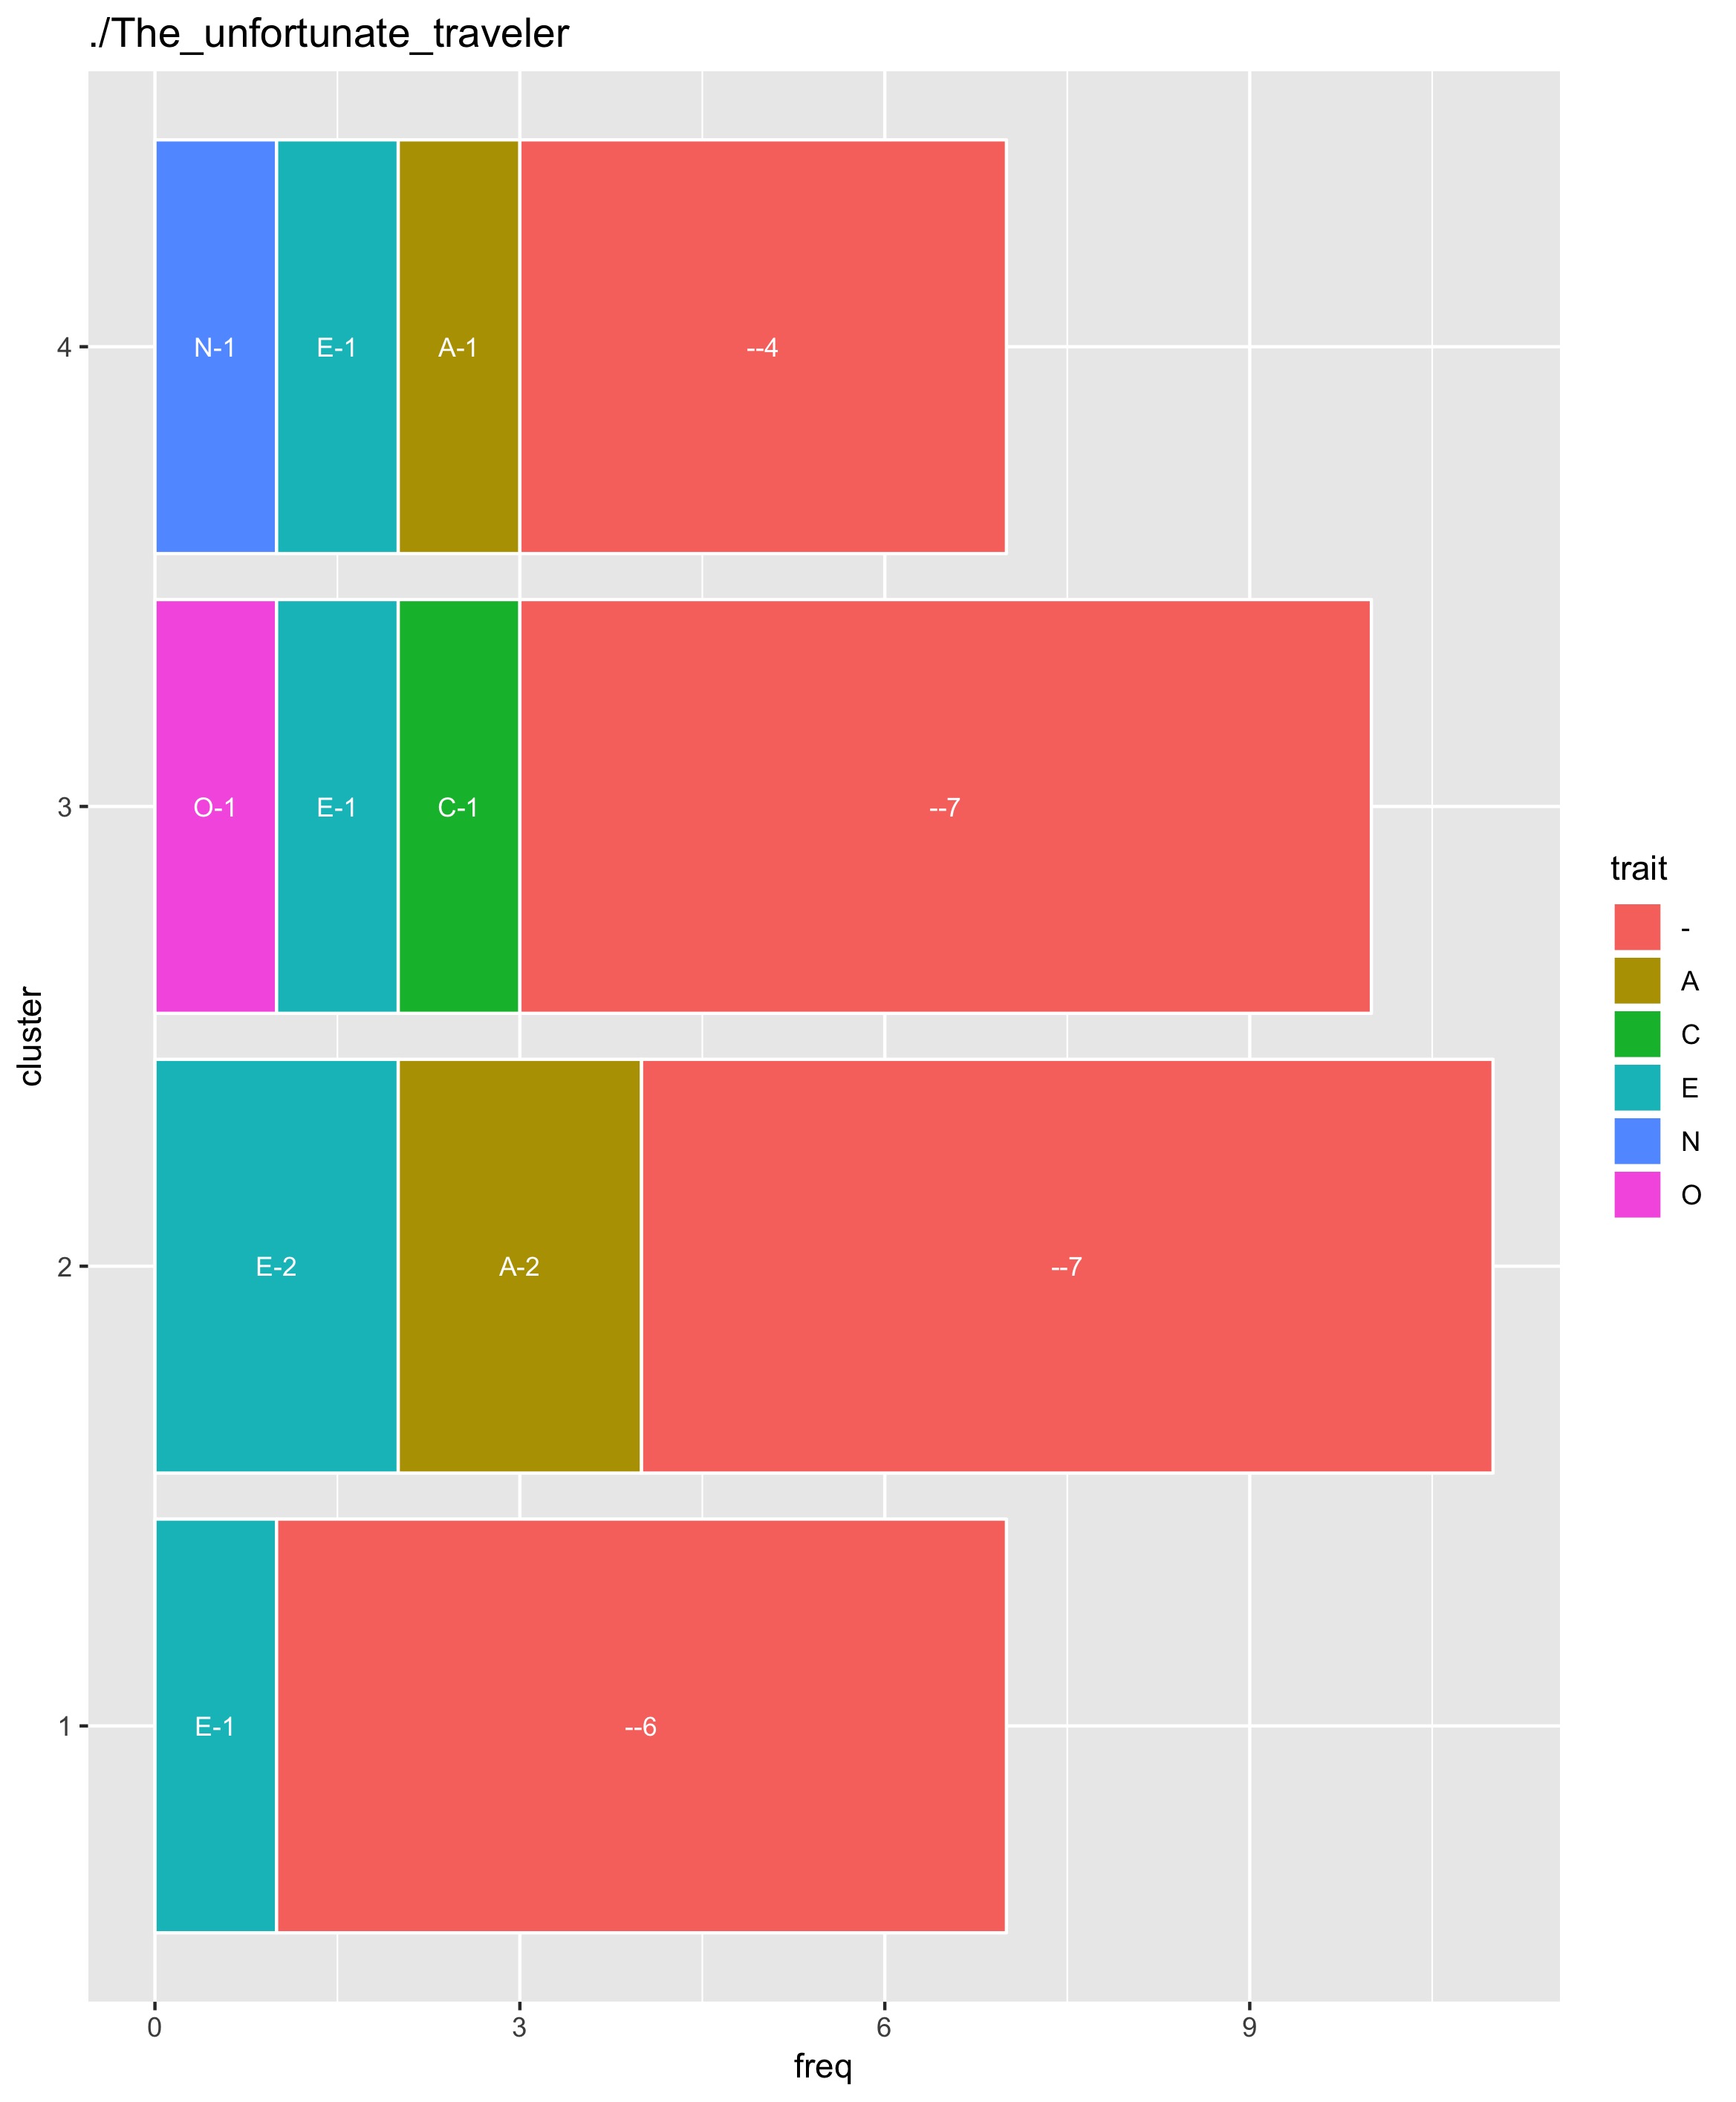 ./The_unfortunate_traveler
4
N-1 E-1 A-1 --4
3
O-1 E-1 C-1 --7
trait
-
A
C
E
N
O
cluster
2
E-2 A-2 --7
1
E-1 --6
0 3 6 9
freq